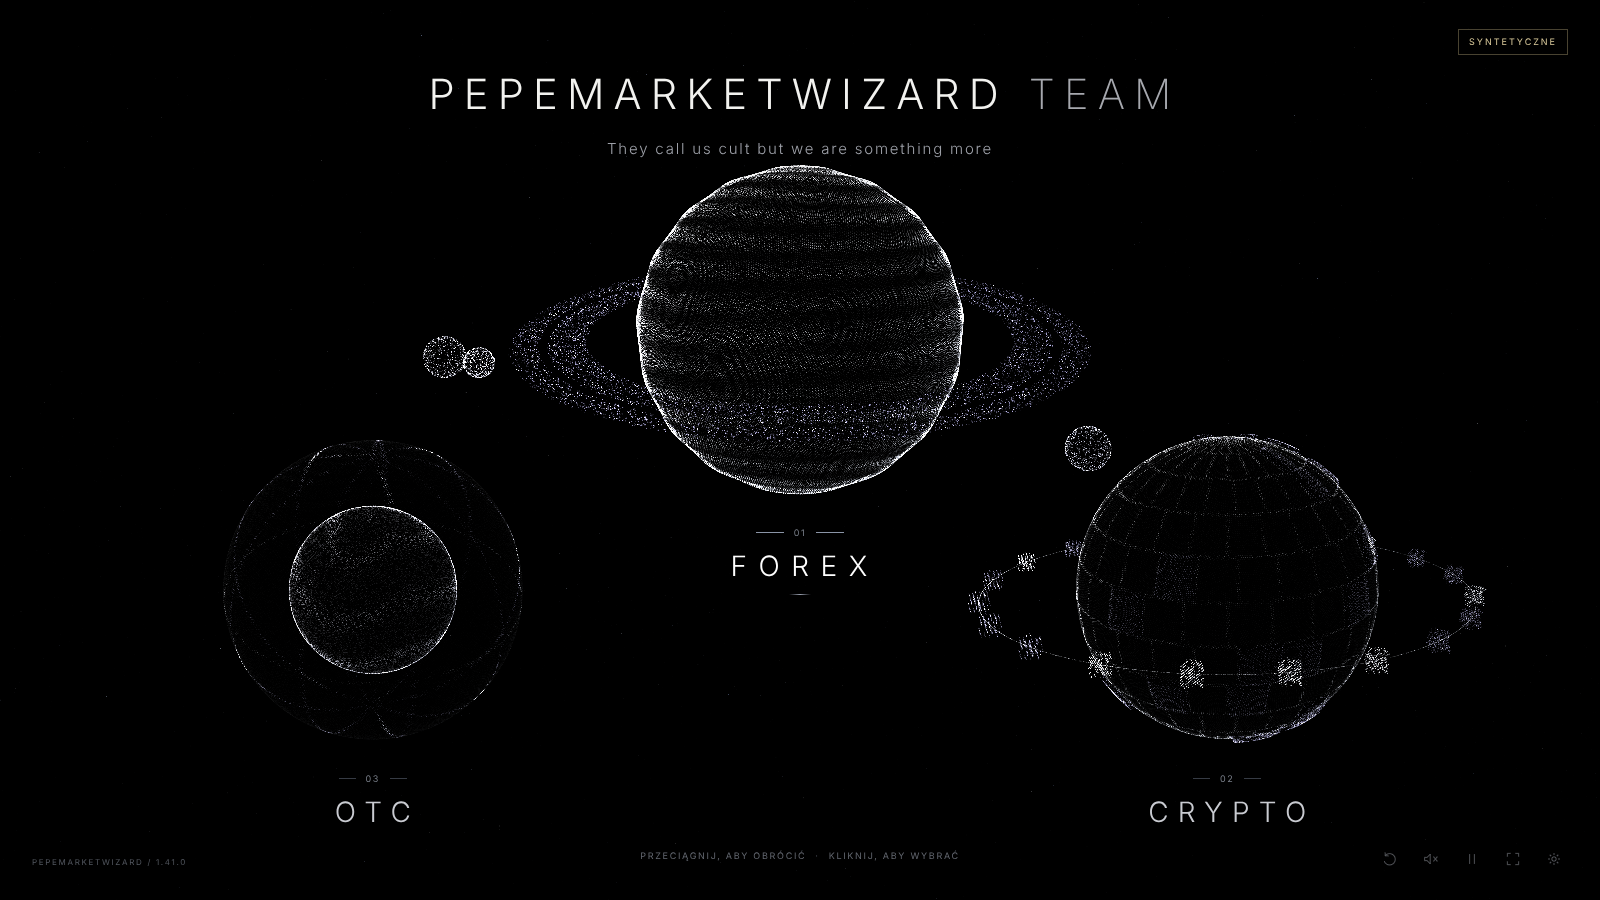 SYNTETYCZNE
PEPEMARKETWIZARD TEAM
They call us cult but we are something more
01
FOREX
03
OTC
02
CRYPTO
PEPEMARKETWIZARD / 1.41.0
PRZECIĄGNIJ, ABY OBRÓCIĆ · KLIKNIJ, ABY WYBRAĆ